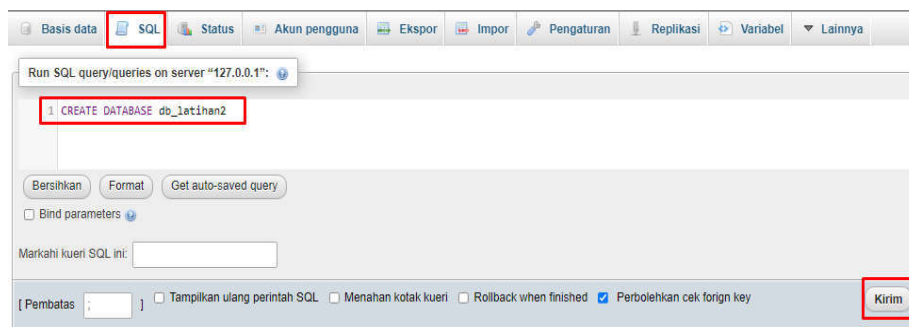 Basis data SQL Status Akun pengguna Ekspor Impor Pengaturan Replikasi Variabel Lainnya
Run SQL query/queries on server “127.0.0.1”:
1 CREATE DATABASE db_latihan2
Bersihkan Format Get auto-saved query
Bind parameters
Markahi kueri SQL ini:
[ Pembatas ; ] Tampilkan ulang perintah SQL Menahan kotak kueri Rollback when finished Perbolehkan cek forign key Kirim